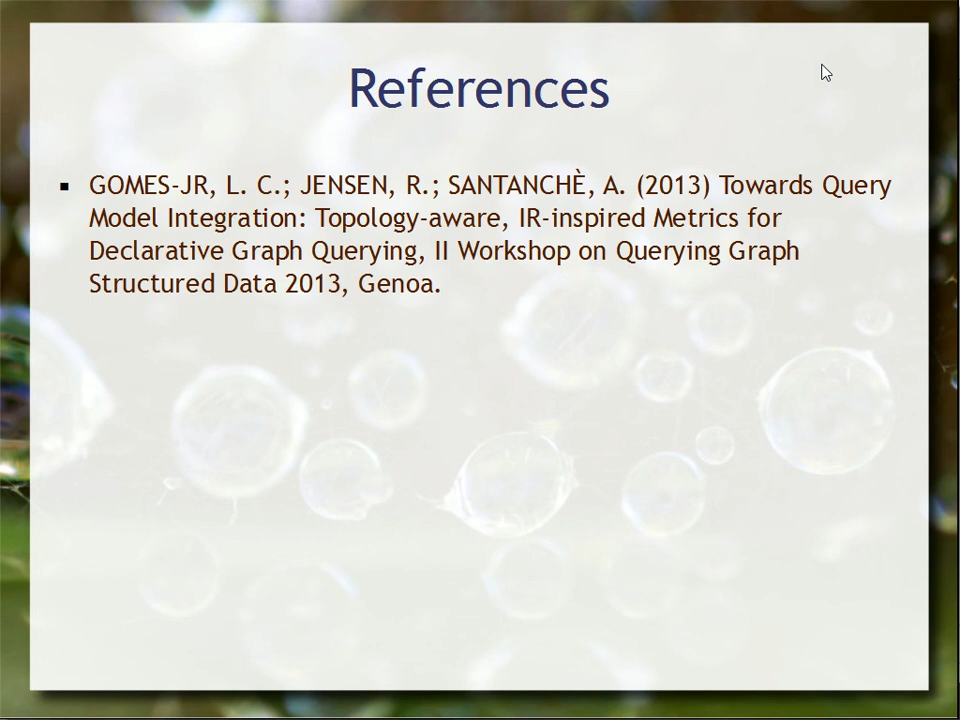 References
▪ GOMES-JR, L. C.; JENSEN, R.; SANTANCHÈ, A. (2013) Towards Query
Model Integration: Topology-aware, IR-inspired Metrics for
Declarative Graph Querying, II Workshop on Querying Graph
Structured Data 2013, Genoa.